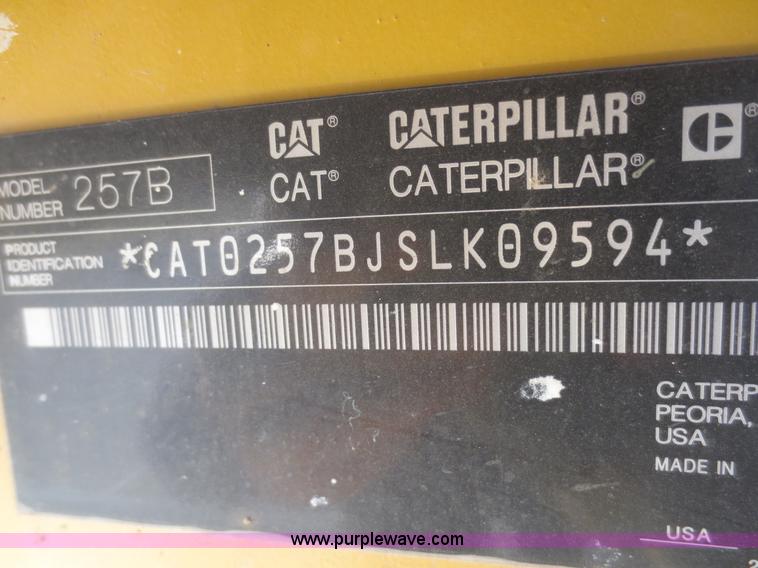 CAT® CATERPILLAR®
MODEL NUMBER 257B
CAT® CATERPILLAR®
PRODUCT IDENTIFICATION NUMBER
*CAT0257BJSLK09594*
CATERP
PEORIA,
USA
MADE IN
USA
www.purplewave.com